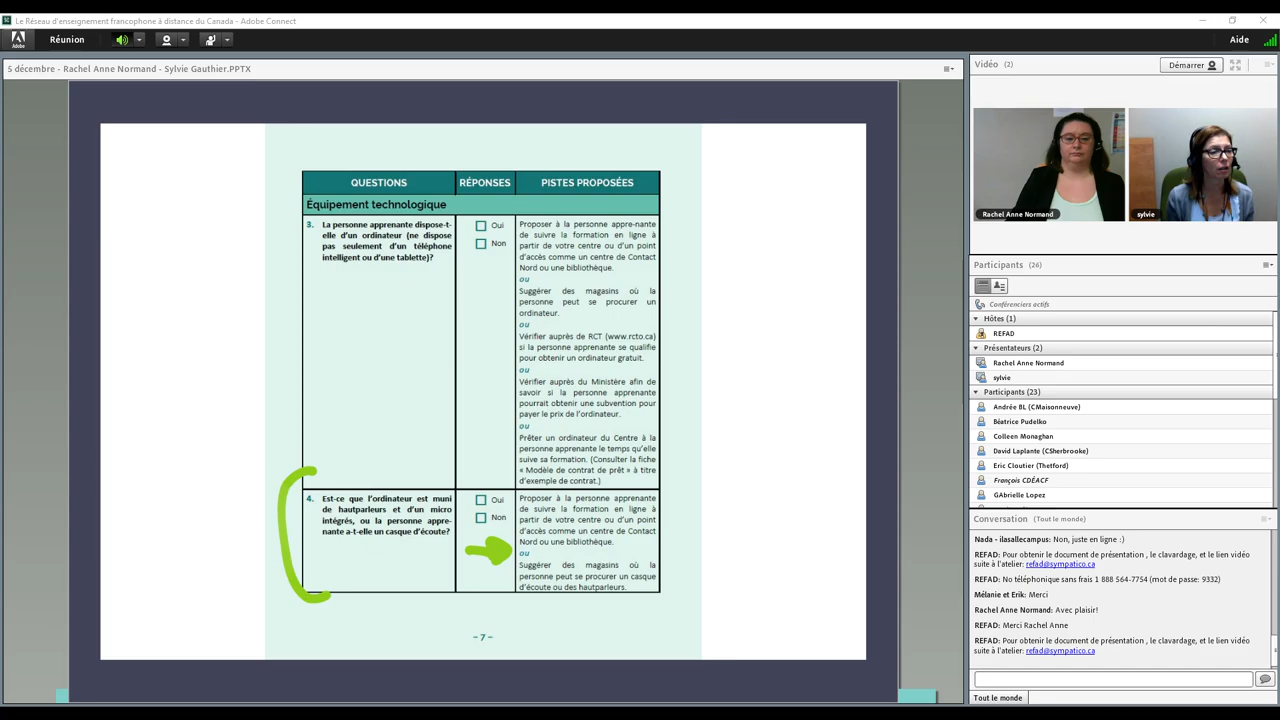 Le Réseau d'enseignement francophone à distance du Canada - Adobe Connect
Adobe
Réunion
Aide
5 décembre - Rachel Anne Normand - Sylvie Gauthier.PPTX
QUESTIONS
RÉPONSES
PISTES PROPOSÉES
Équipement technologique
3. La personne apprenante dispose-t-
elle d'un ordinateur (ne dispose
pas seulement d'un téléphone
intelligent ou d'une tablette)?
Oui
Non
Proposer à la personne appre-nante
de suivre la formation en ligne à
partir de votre centre ou d'un point
d'accès comme un centre de Contact
Nord ou une bibliothèque.
ou
Suggérer des magasins où la
personne peut se procurer un
ordinateur.
ou
Vérifier auprès de RCT (www.rcto.ca)
si la personne apprenante se qualifie
pour obtenir un ordinateur gratuit.
ou
Vérifier auprès du Ministère afin de
savoir si la personne apprenante
pourrait obtenir une subvention pour
payer le prix de l'ordinateur.
ou
Prêter un ordinateur du Centre à la
personne apprenante le temps qu'elle
suive sa formation. (Consulter la fiche
« Modèle de contrat de prêt » à titre
d'exemple de contrat.)
4. Est-ce que l'ordinateur est muni
de hautparleurs et d'un micro
intégrés, ou la personne appre-
nante a-t-elle un casque d'écoute?
Oui
Non
Proposer à la personne apprenante
de suivre la formation en ligne à
partir de votre centre ou d'un point
d'accès comme un centre de Contact
Nord ou une bibliothèque.
ou
Suggérer des magasins où la
personne peut se procurer un casque
d'écoute ou des hautparleurs.
– 7 –
Vidéo (2)
Démarrer
Rachel Anne Normand
sylvie
Participants (26)
Conférenciers actifs
Hôtes (1)
REFAD
Présentateurs (2)
Rachel Anne Normand
sylvie
Participants (23)
Andrée BL (CMaisonneuve)
Béatrice Pudelko
Colleen Monaghan
David Laplante (CSherbrooke)
Eric Cloutier (Thetford)
François CDÉACF
GAbrielle Lopez
Conversation (Tout le monde)
Nada - ilasallecampus: Non, juste en ligne :)
REFAD: Pour obtenir le document de présentation , le clavardage, et le lien vidéo
suite à l'atelier: refad@sympatico.ca
REFAD: No téléphonique sans frais 1 888 564-7754 (mot de passe: 9332)
Mélanie et Erik: Merci
Rachel Anne Normand: Avec plaisir!
REFAD: Merci Rachel Anne
REFAD: Pour obtenir le document de présentation , le clavardage, et le lien vidéo
suite à l'atelier: refad@sympatico.ca
Tout le monde